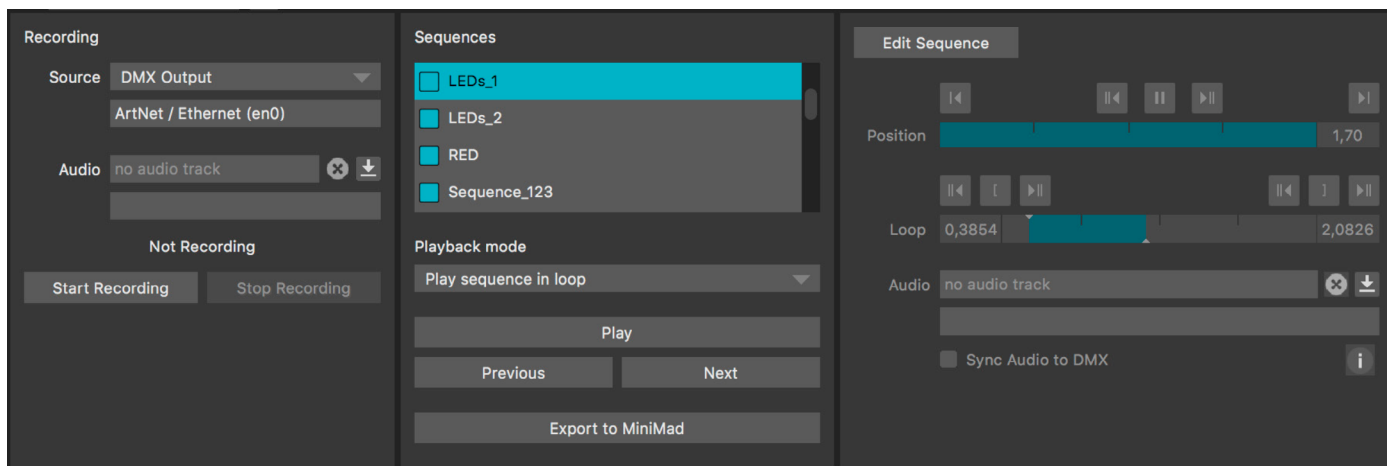 Recording
Source DMX Output
ArtNet / Ethernet (en0)
Audio no audio track
Not Recording
Start Recording Stop Recording
Sequences
LEDs_1
LEDs_2
RED
Sequence_123
Playback mode
Play sequence in loop
Play
Previous Next
Export to MiniMad
Edit Sequence
Position 1,70
[ ]
Loop 0,3854 2,0826
Audio no audio track
Sync Audio to DMX i